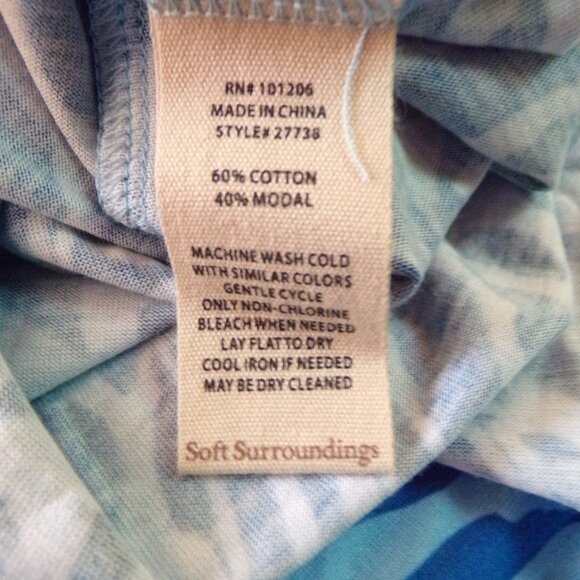 RN# 101206
MADE IN CHINA
STYLE# 27738
60% COTTON
40% MODAL
MACHINE WASH COLD
WITH SIMILAR COLORS
GENTLE CYCLE
ONLY NON-CHLORINE
BLEACH WHEN NEEDED
LAY FLAT TO DRY
COOL IRON IF NEEDED
MAY BE DRY CLEANED
Soft Surroundings